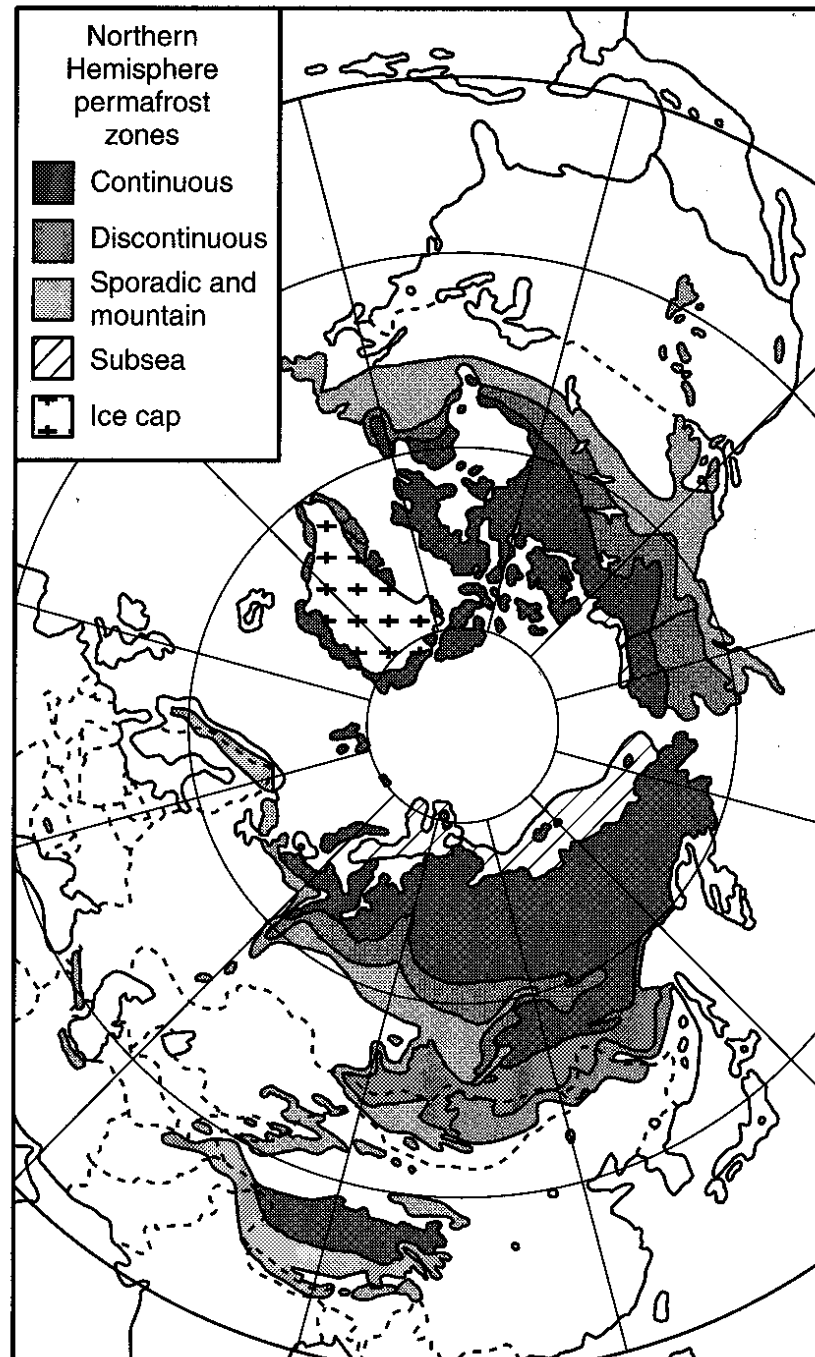 Northern
Hemisphere
permafrost
zones
Continuous
Discontinuous
Sporadic and
mountain
Subsea
Ice cap